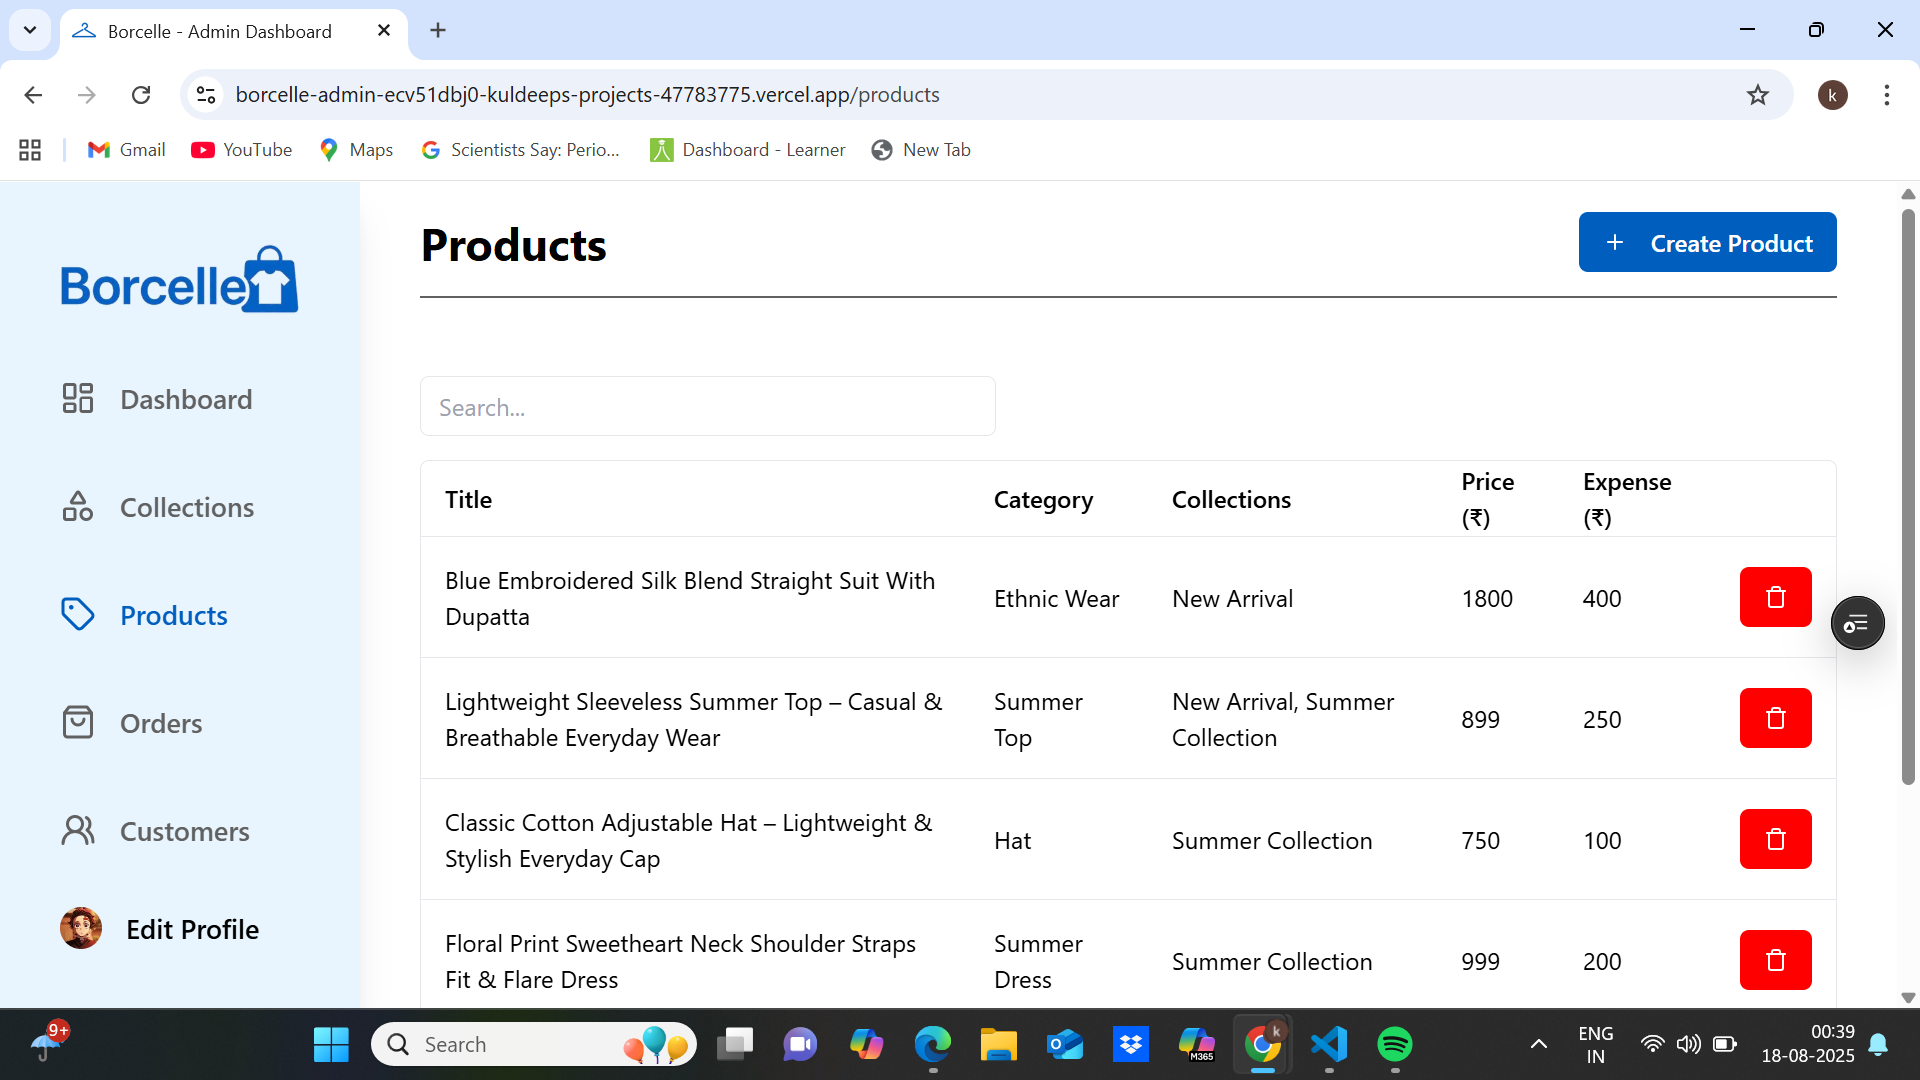 Borcelle - Admin Dashboard
borcelle-admin-ecv51dbj0-kuldeeps-projects-47783775.vercel.app/products
k
Gmail
YouTube
Maps
Scientists Say: Perio...
Dashboard - Learner
New Tab
Borcelle
Dashboard
Collections
Products
Orders
Customers
Edit Profile
Products
+ Create Product
Search...
Title Category Collections Price (₹) Expense (₹)
Blue Embroidered Silk Blend Straight Suit With
Dupatta
Ethnic Wear
New Arrival
1800
400
Lightweight Sleeveless Summer Top – Casual &
Breathable Everyday Wear
Summer
Top
New Arrival, Summer
Collection
899
250
Classic Cotton Adjustable Hat – Lightweight &
Stylish Everyday Cap
Hat
Summer Collection
750
100
Floral Print Sweetheart Neck Shoulder Straps
Fit & Flare Dress
Summer
Dress
Summer Collection
999
200
9+
Search
M365
k
ENG
IN
00:39
18-08-2025